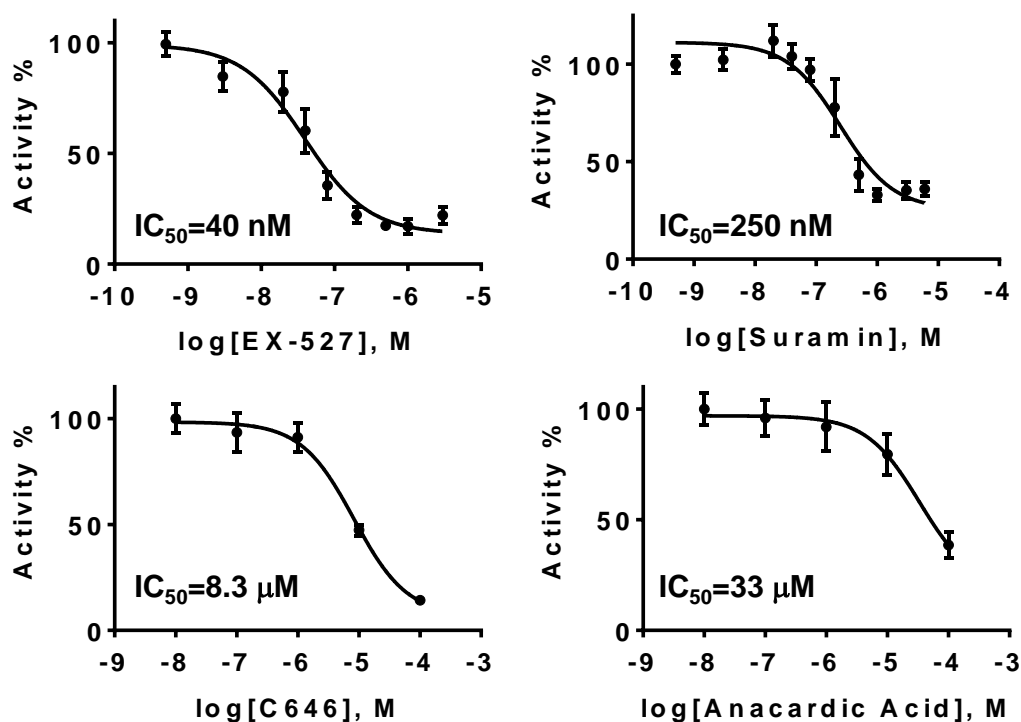 Activity %
100
50
0
IC50=40 nM
-10 -9 -8 -7 -6 -5
log[EX-527], M
Activity %
100
50
0
IC50=250 nM
-10 -9 -8 -7 -6 -5 -4
log[Suramin], M
Activity %
100
50
0
IC50=8.3 μM
-9 -8 -7 -6 -5 -4 -3
log[C646], M
Activity %
100
50
0
IC50=33 μM
-9 -8 -7 -6 -5 -4 -3
log[Anacardic Acid], M